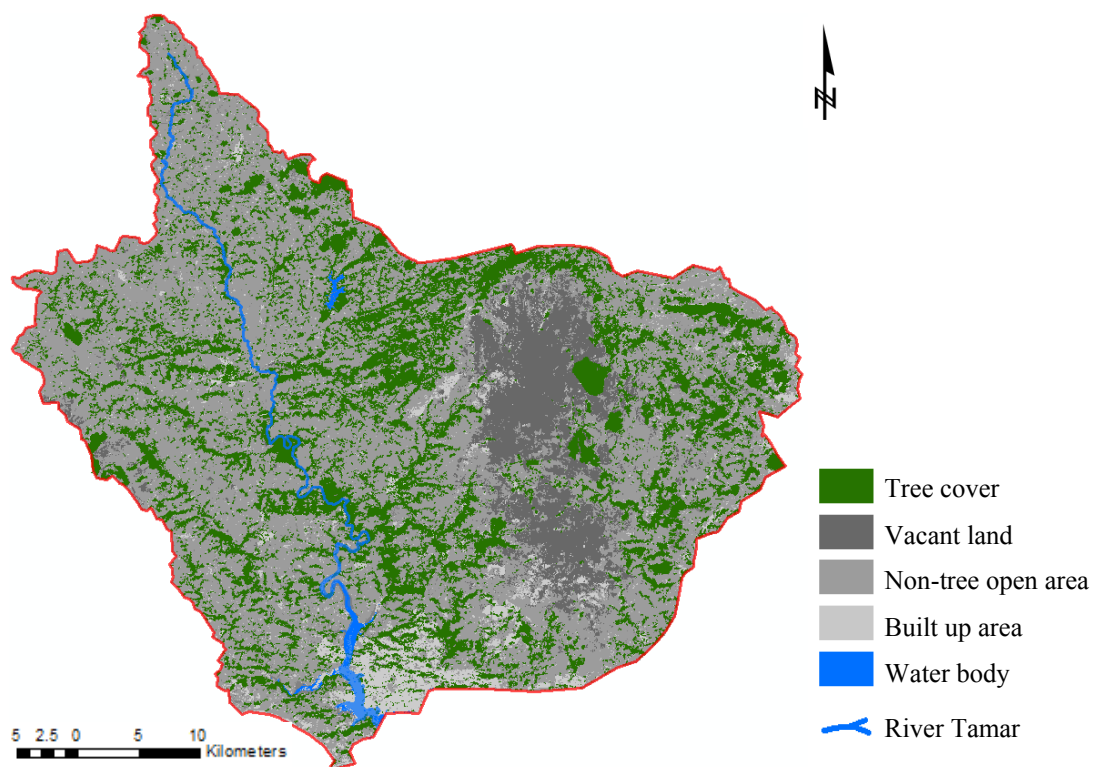 N
Tree cover
Vacant land
Non-tree open area
Built up area
Water body
River Tamar
5 2.5 0 5 10
Kilometers